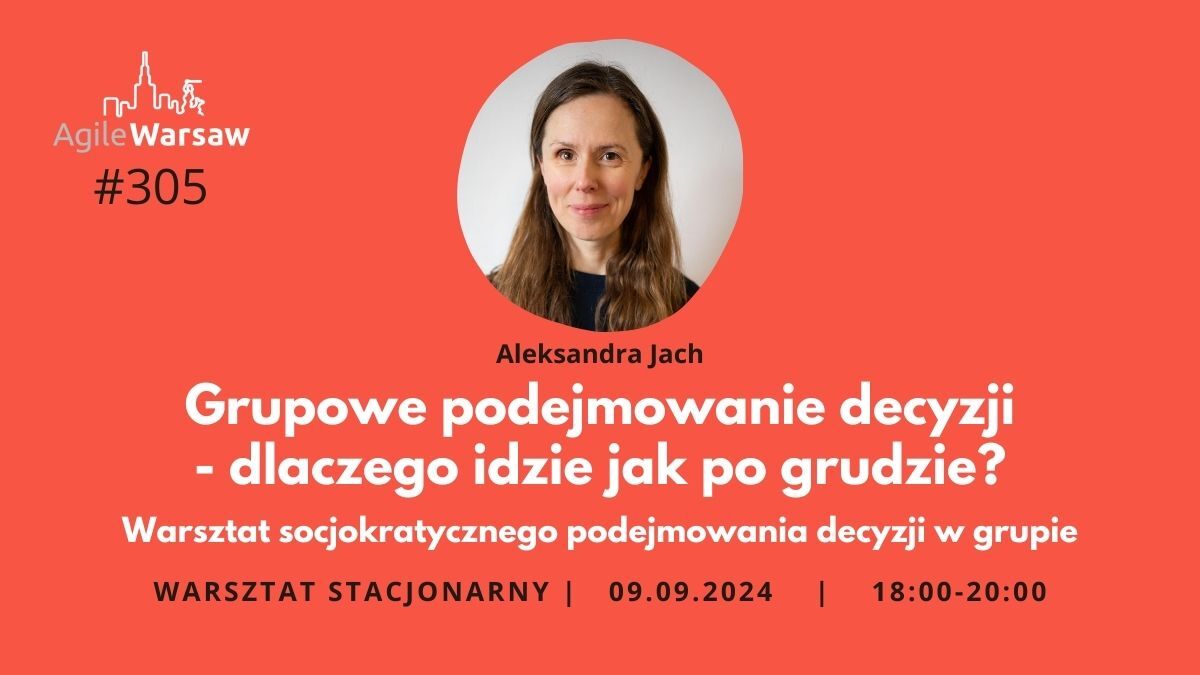 AgileWarsaw
#305
Aleksandra Jach
Grupowe podejmowanie decyzji
- dlaczego idzie jak po grudzie?
Warsztat socjokratycznego podejmowania decyzji w grupie
WARSZTAT STACJONARNY | 09.09.2024 | 18:00-20:00